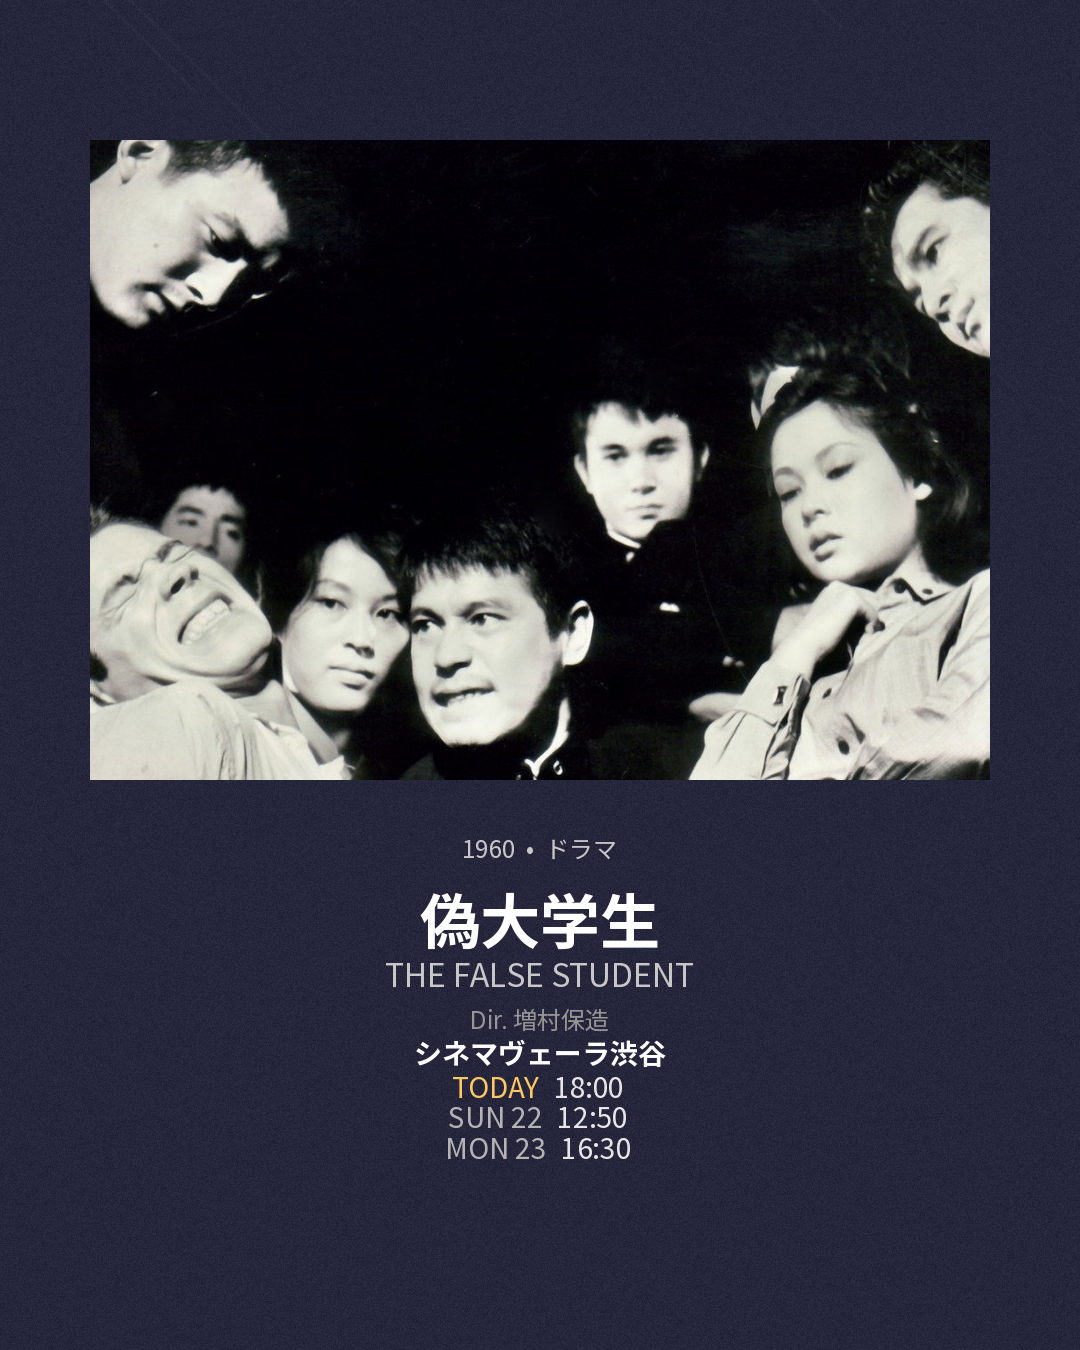 1960 • ドラマ
偽大学生
THE FALSE STUDENT
Dir. 増村保造
シネマヴェーラ渋谷
TODAY 18:00
SUN 22 12:50
MON 23 16:30